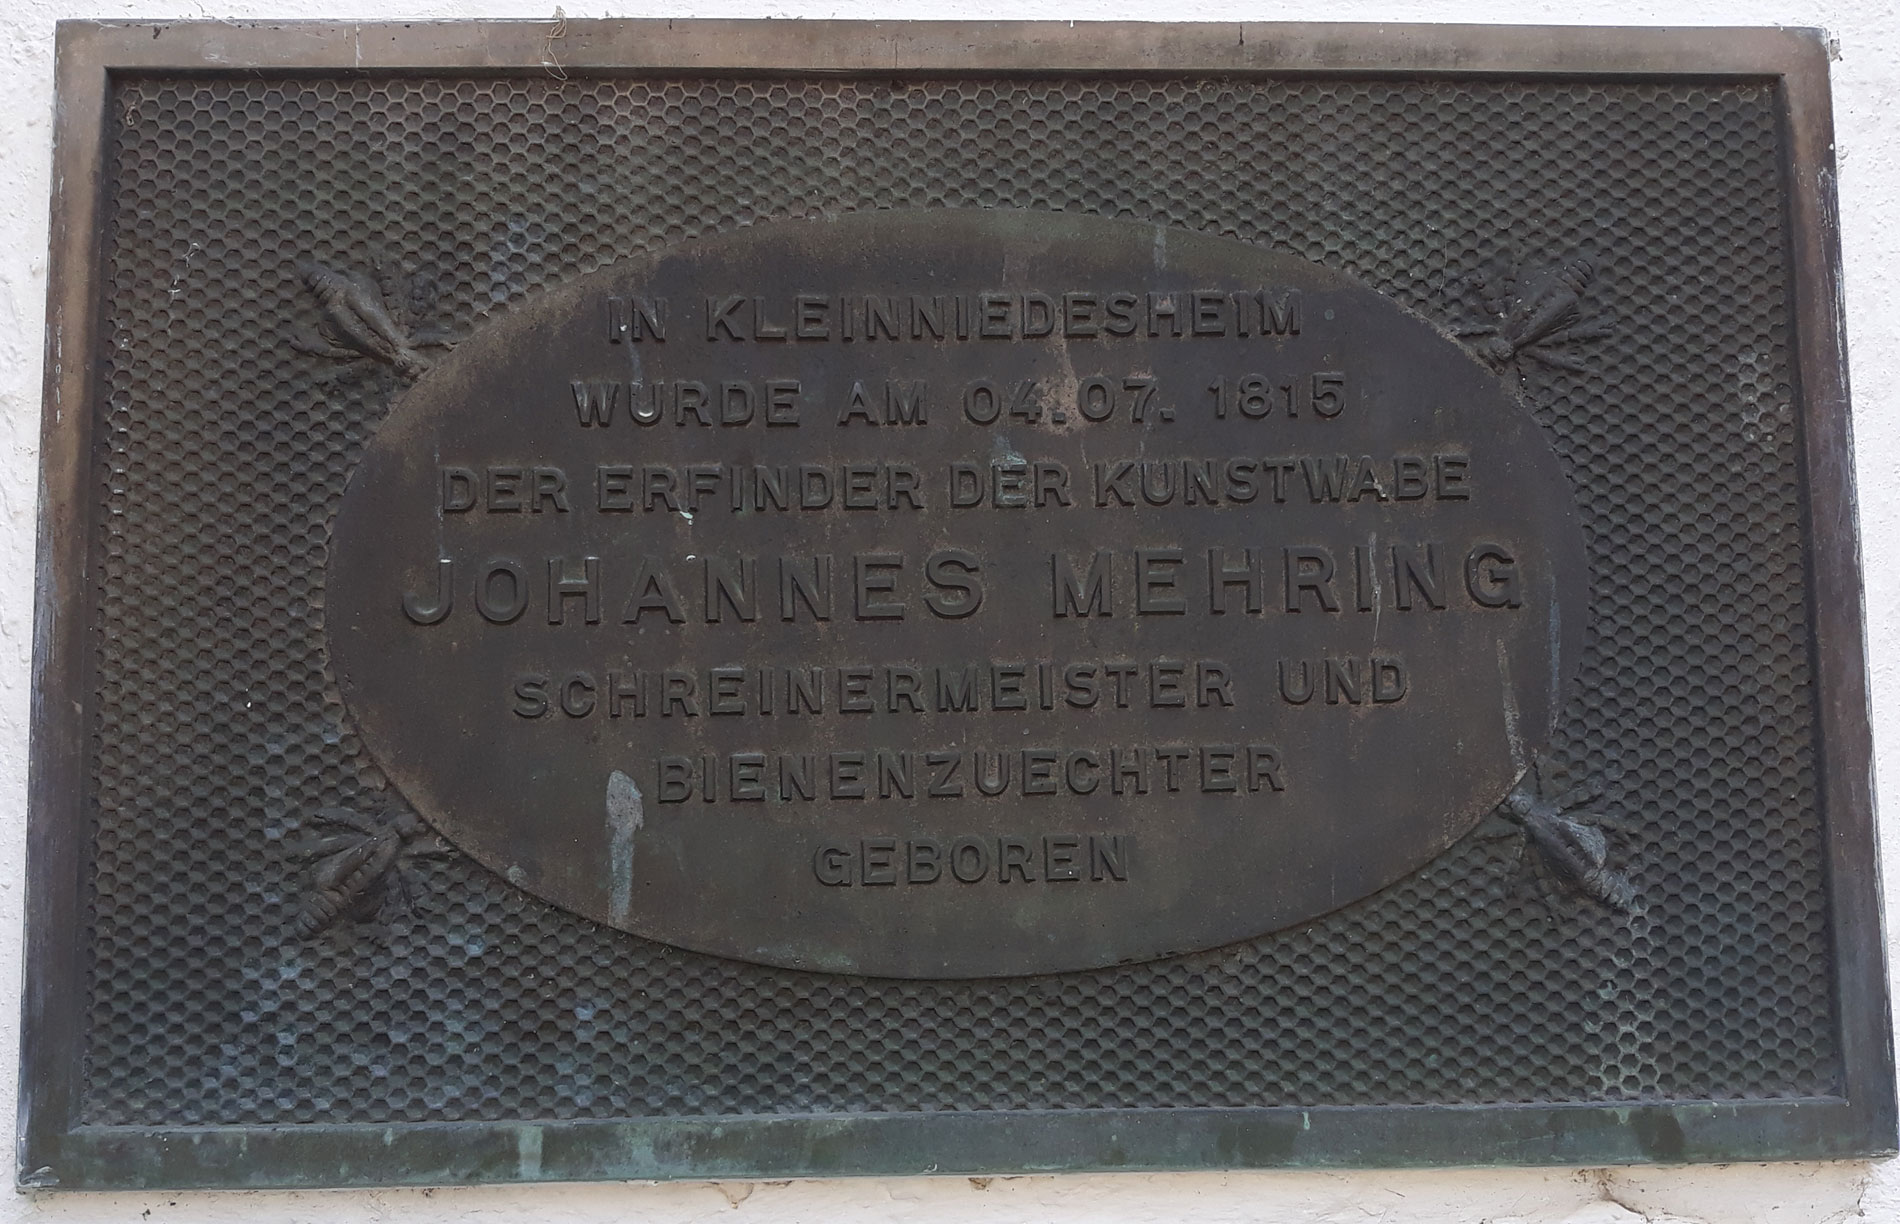 IN KLEINNIEDESHEIM
WURDE AM 04.07. 1815
DER ERFINDER DER KUNSTWABE
JOHANNES MEHRING
SCHREINERMEISTER UND
BIENENZUECHTER
GEBOREN